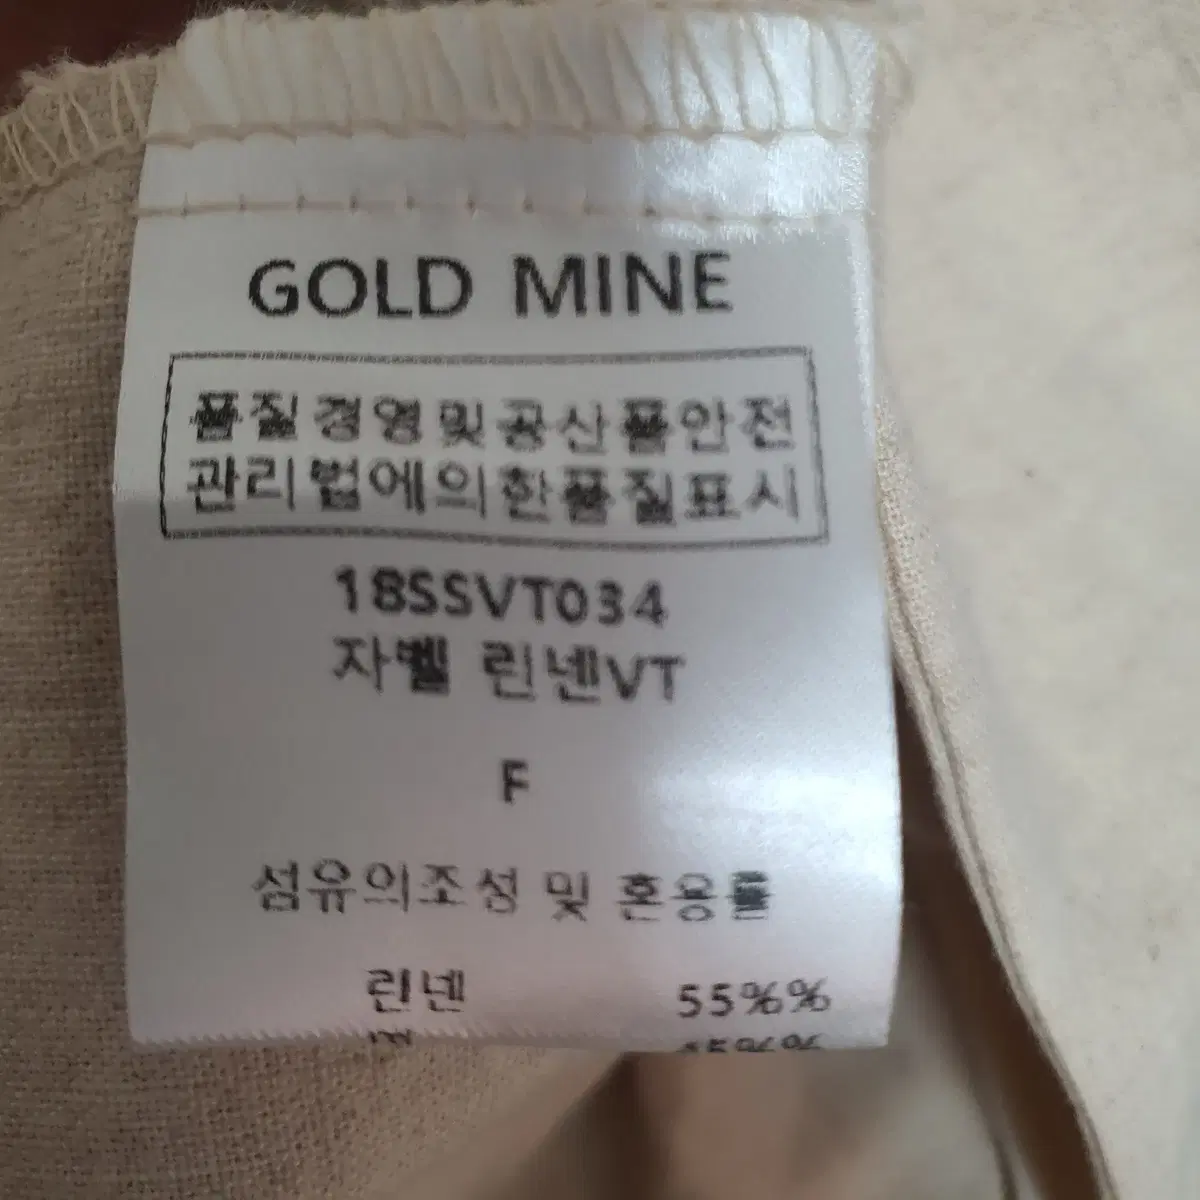 GOLD MINE
품질경영및공산품안전
관리법에의한품질표시
18SSVT034
자벨 린넨VT
F
섬유의조성 및 혼용률
린넨 55%%
45%%